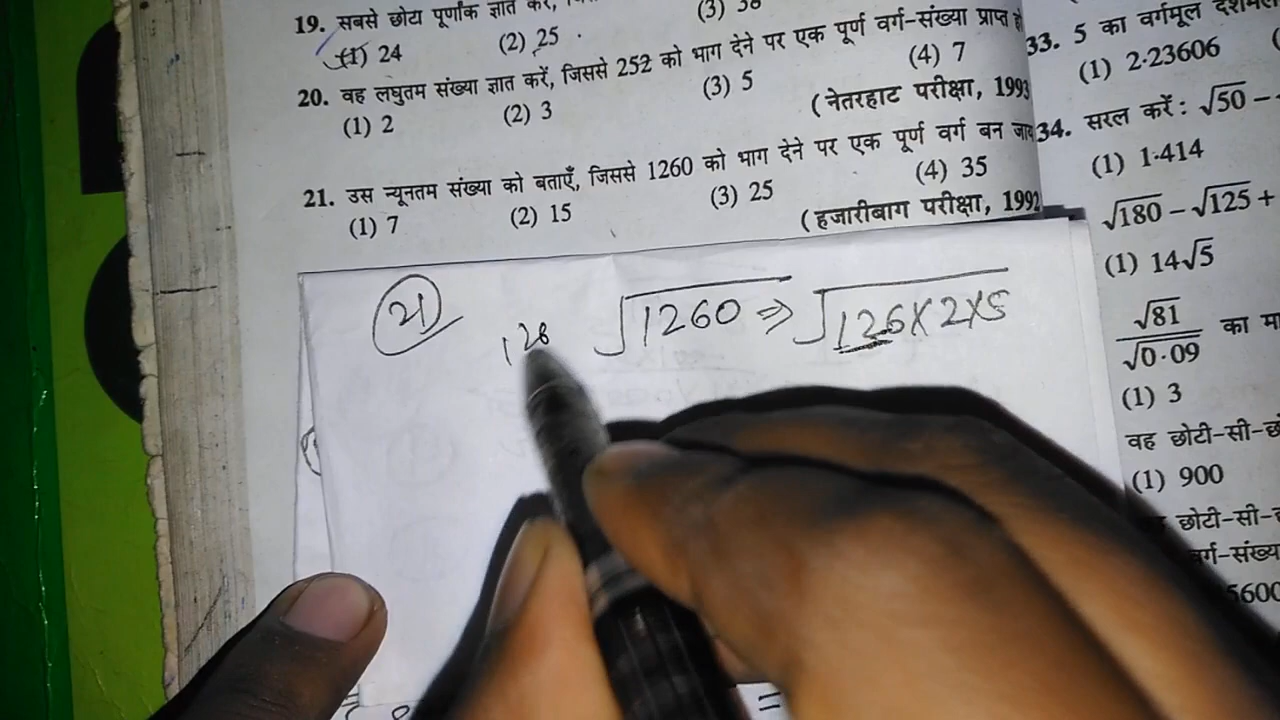 19. सबसे छोटा पूर्णांक ज्ञात करें,
(1) 24 (2) 25 (3) 38
20. वह लघुतम संख्या ज्ञात करें, जिससे 252 को भाग देने पर एक पूर्ण वर्ग-संख्या प्राप्त हो
(1) 2 (2) 3 (3) 5 (4) 7
(नेतरहाट परीक्षा, 1993
21. उस न्यूनतम संख्या को बताएँ, जिससे 1260 को भाग देने पर एक पूर्ण वर्ग बन जाय
(1) 7 (2) 15 (3) 25 (4) 35
(हजारीबाग परीक्षा, 1992
21 √1260 ⇒ √126×2×5
128
33. 5 का वर्गमूल
(1) 2·23606
34. सरल करें : √50 −
(1) 1·414
√180 − √125 +
(1) 14√5
√81/√0·09 का
(1) 3
वह छोटी-सी-छो
(1) 900
छोटी-सी-छ
वर्ग-संख्या
5600